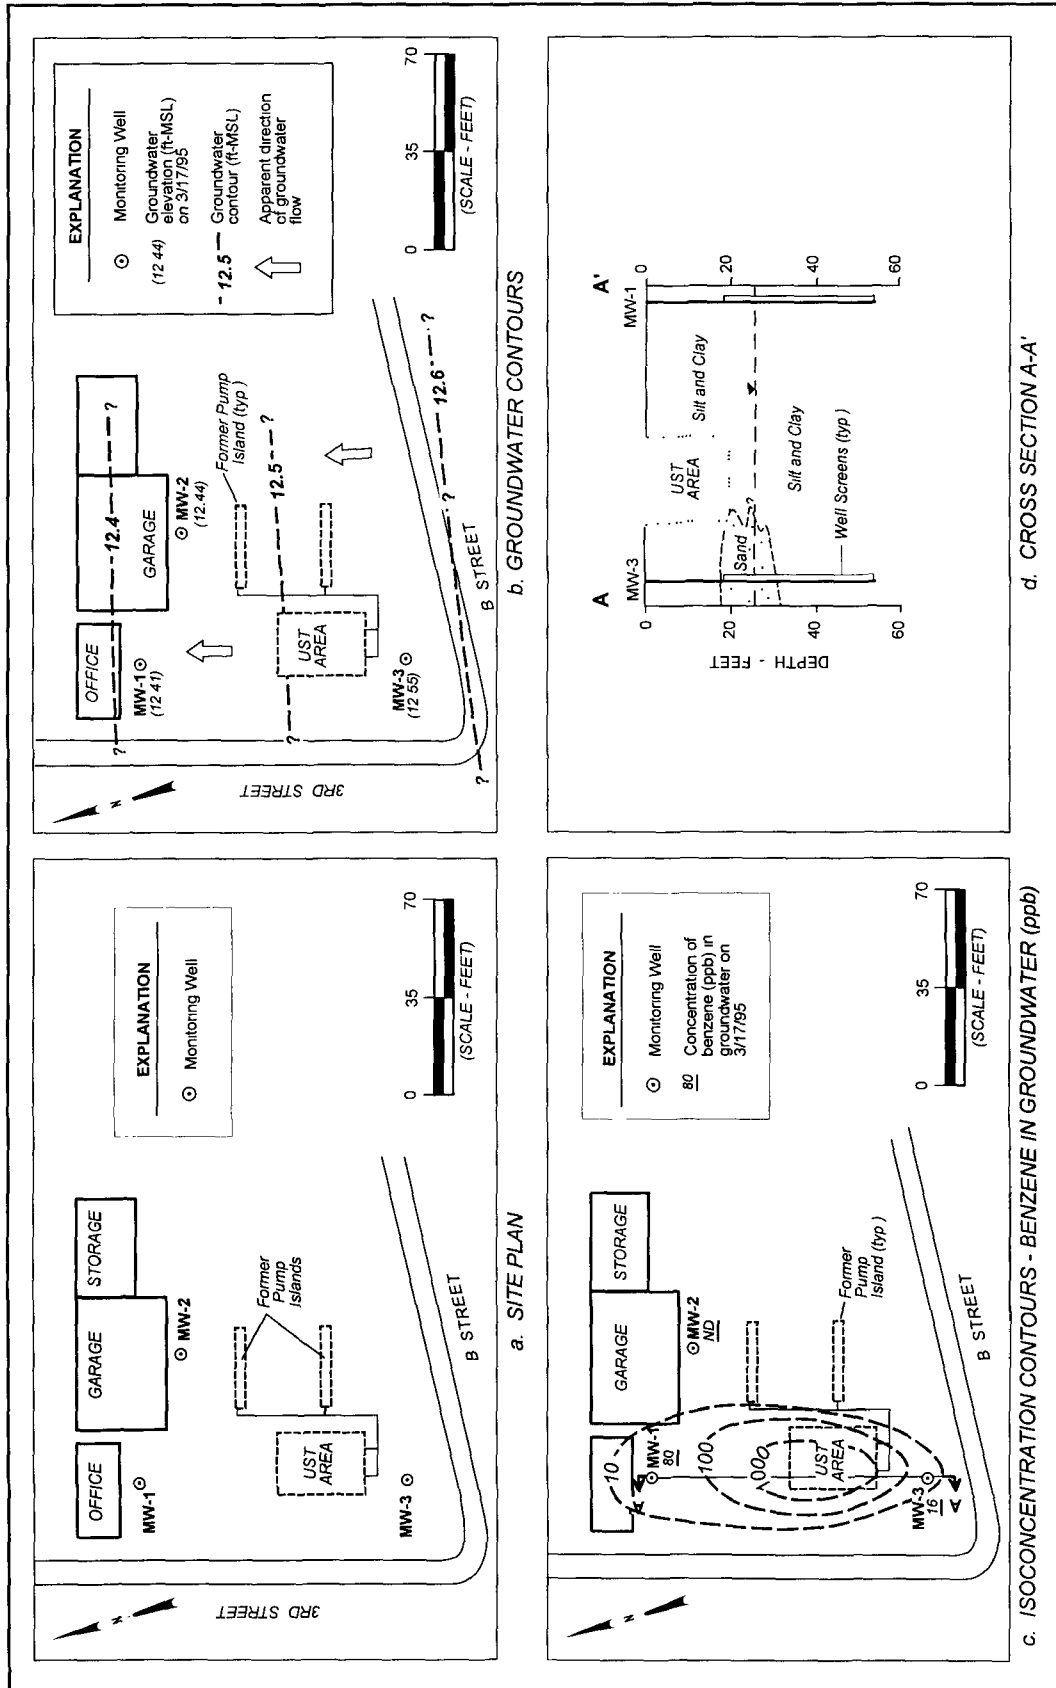 EXPLANATION
Monitoring Well
OFFICE
GARAGE
STORAGE
MW-1
MW-2
MW-3
Former
Pump
Islands
UST
AREA
3RD STREET
B STREET
N
0
35
70
(SCALE - FEET)
a. SITE PLAN
EXPLANATION
Monitoring Well
(12 44)
Groundwater
elevation (ft-MSL)
on 3/17/95
- 12.5 —
Groundwater
contour (ft-MSL)
Apparent direction
of groundwater
flow
OFFICE
GARAGE
? 12.4 ?
MW-1
(12 41)
MW-2
(12.44)
Former Pump
Island (typ)
? 12.5 ?
UST
AREA
MW-3
(12 55)
? ? 12.6 ?
3RD STREET
B STREET
N
0
35
70
(SCALE - FEET)
b. GROUNDWATER CONTOURS
EXPLANATION
Monitoring Well
80
Concentration of
benzene (ppb) in
groundwater on
3/17/95
GARAGE
STORAGE
10
MW-1
80
MW-2
ND
100
UST
AREA
Former
Pump
Island (typ )
MW-3
16
A
B STREET
N
0
35
70
(SCALE - FEET)
c. ISOCONCENTRATION CONTOURS - BENZENE IN GROUNDWATER (ppb)
A
A'
MW-3
MW-1
0
20
40
60
0
20
40
60
DEPTH - FEET
UST
AREA
Silt and Clay
Sand
?
Silt and Clay
Well Screens (typ )
d. CROSS SECTION A-A'